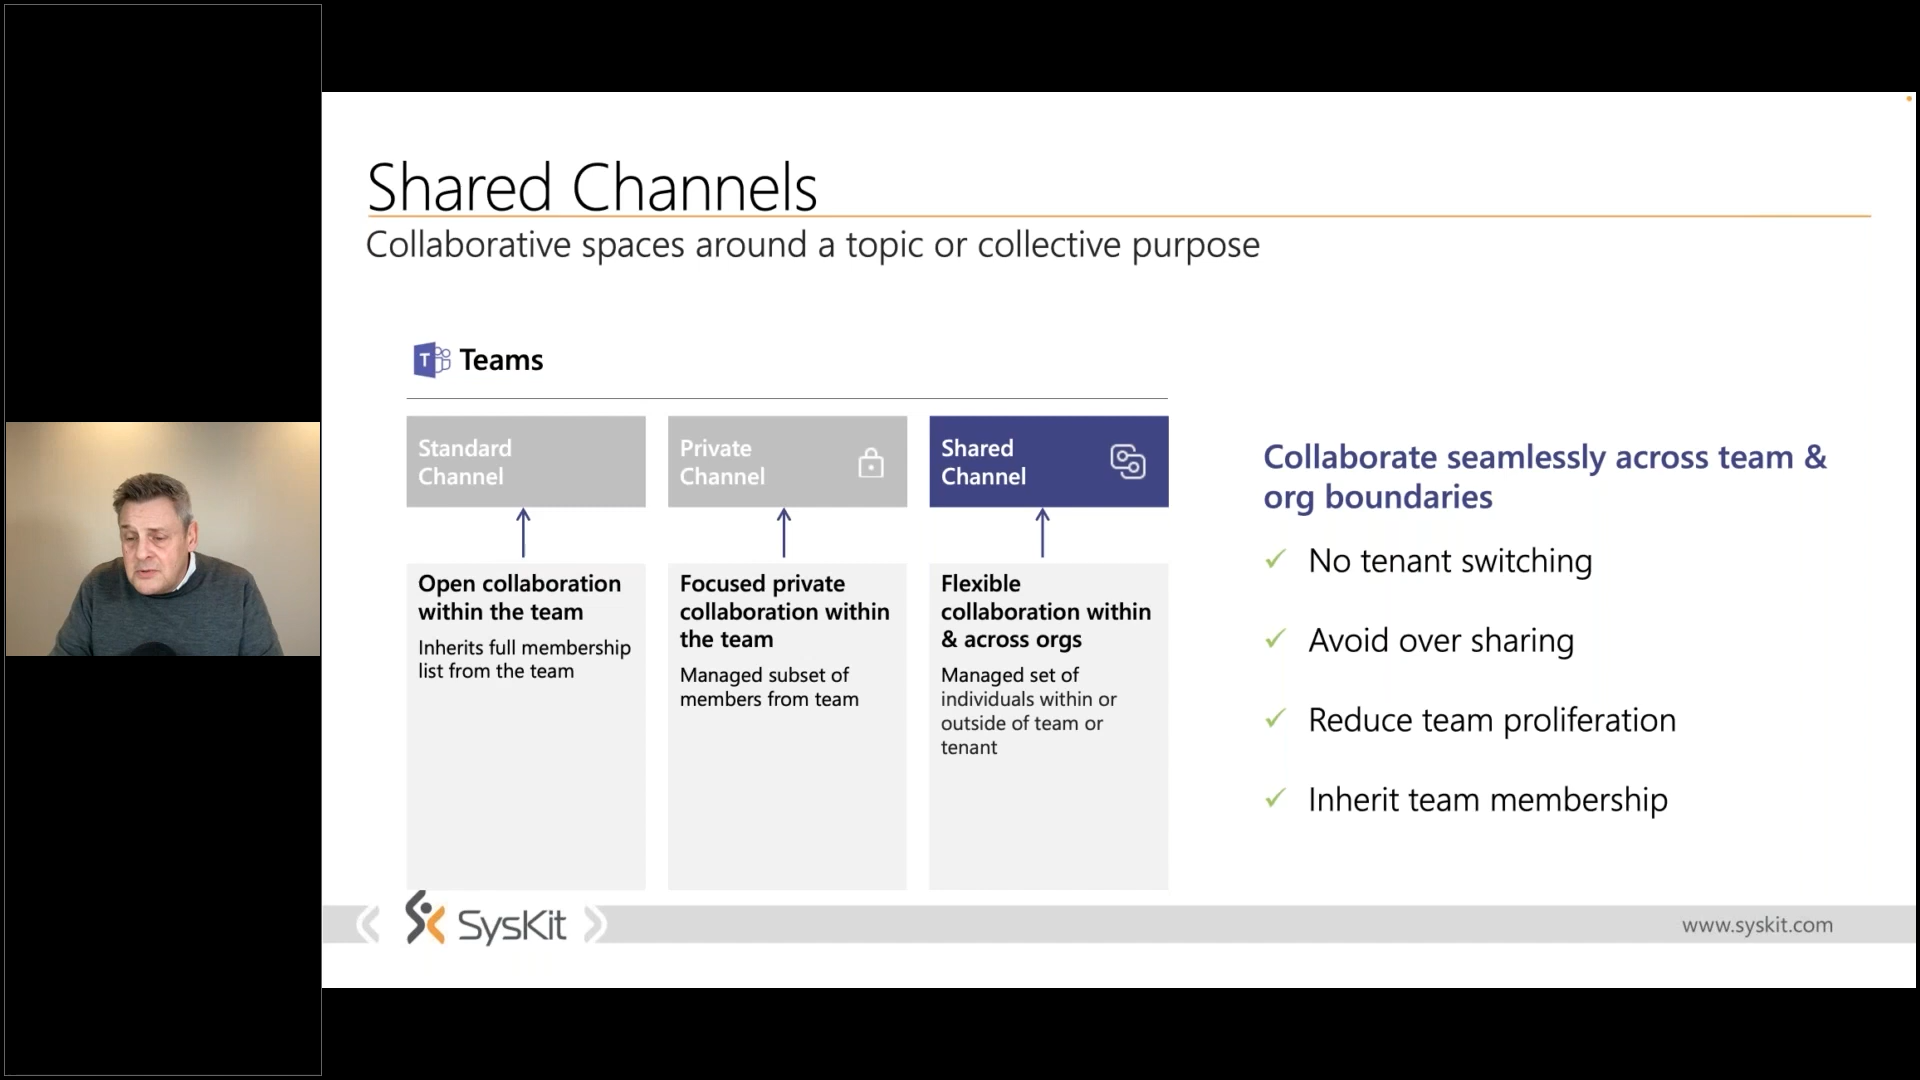 Shared Channels
Collaborative spaces around a topic or collective purpose
T
Teams
Standard
Channel
Private
Channel
Shared
Channel
Open collaboration
within the team
Inherits full membership
list from the team
Focused private
collaboration within
the team
Managed subset of
members from team
Flexible
collaboration within
& across orgs
Managed set of
individuals within or
outside of team or
tenant
Collaborate seamlessly across team &
org boundaries
No tenant switching
Avoid over sharing
Reduce team proliferation
Inherit team membership
SysKit
www.syskit.com